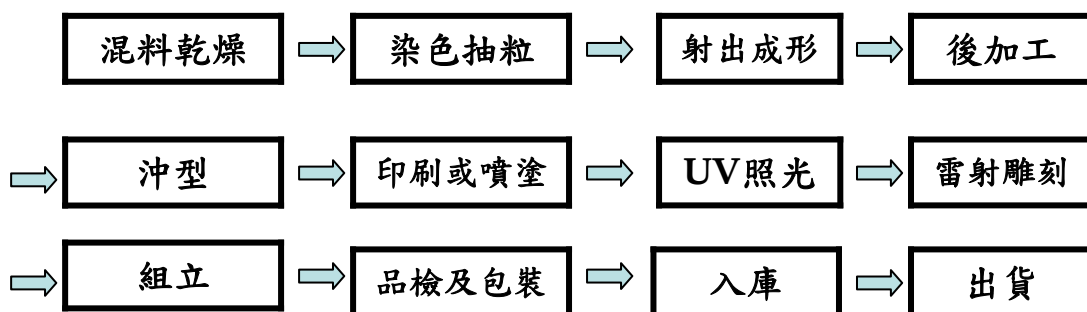 混料乾燥 染色抽粒 射出成形 後加工
沖型 印刷或噴塗 UV照光 雷射雕刻
組立 品檢及包裝 入庫 出貨